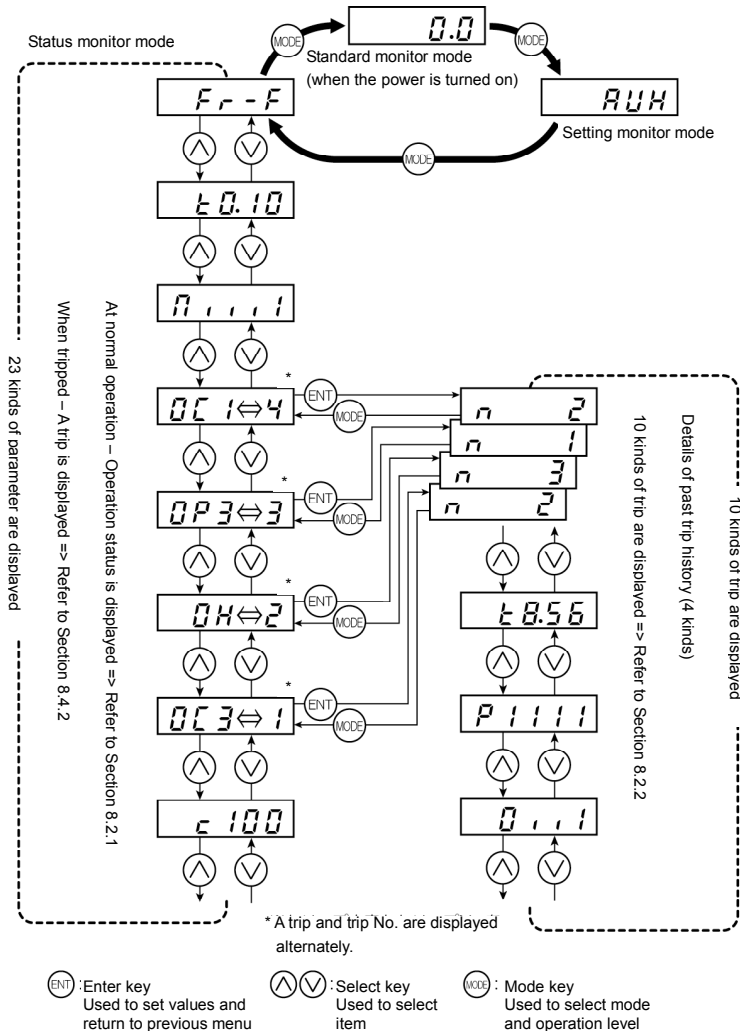 Status monitor mode
MODE
0.0
MODE
Standard monitor mode
(when the power is turned on)
Fr-F
AUH
Setting monitor mode
MODE
t0.10
OC1⇔4
*
ENT
MODE
OP3⇔3
*
ENT
MODE
OH⇔2
*
ENT
MODE
OC3⇔1
*
ENT
MODE
c 100
23 kinds of parameter are displayed
When tripped – A trip is displayed => Refer to Section 8.4.2
At normal operation – Operation status is displayed => Refer to Section 8.2.1
n 2
n 1
n 3
n 2
t8.56
P1111
10 kinds of trip are displayed => Refer to Section 8.2.2
Details of past trip history (4 kinds)
10 kinds of trip are displayed
* A trip and trip No. are displayed
alternately.
ENT : Enter key
Used to set values and
return to previous menu
: Select key
Used to select
item
MODE : Mode key
Used to select mode
and operation level